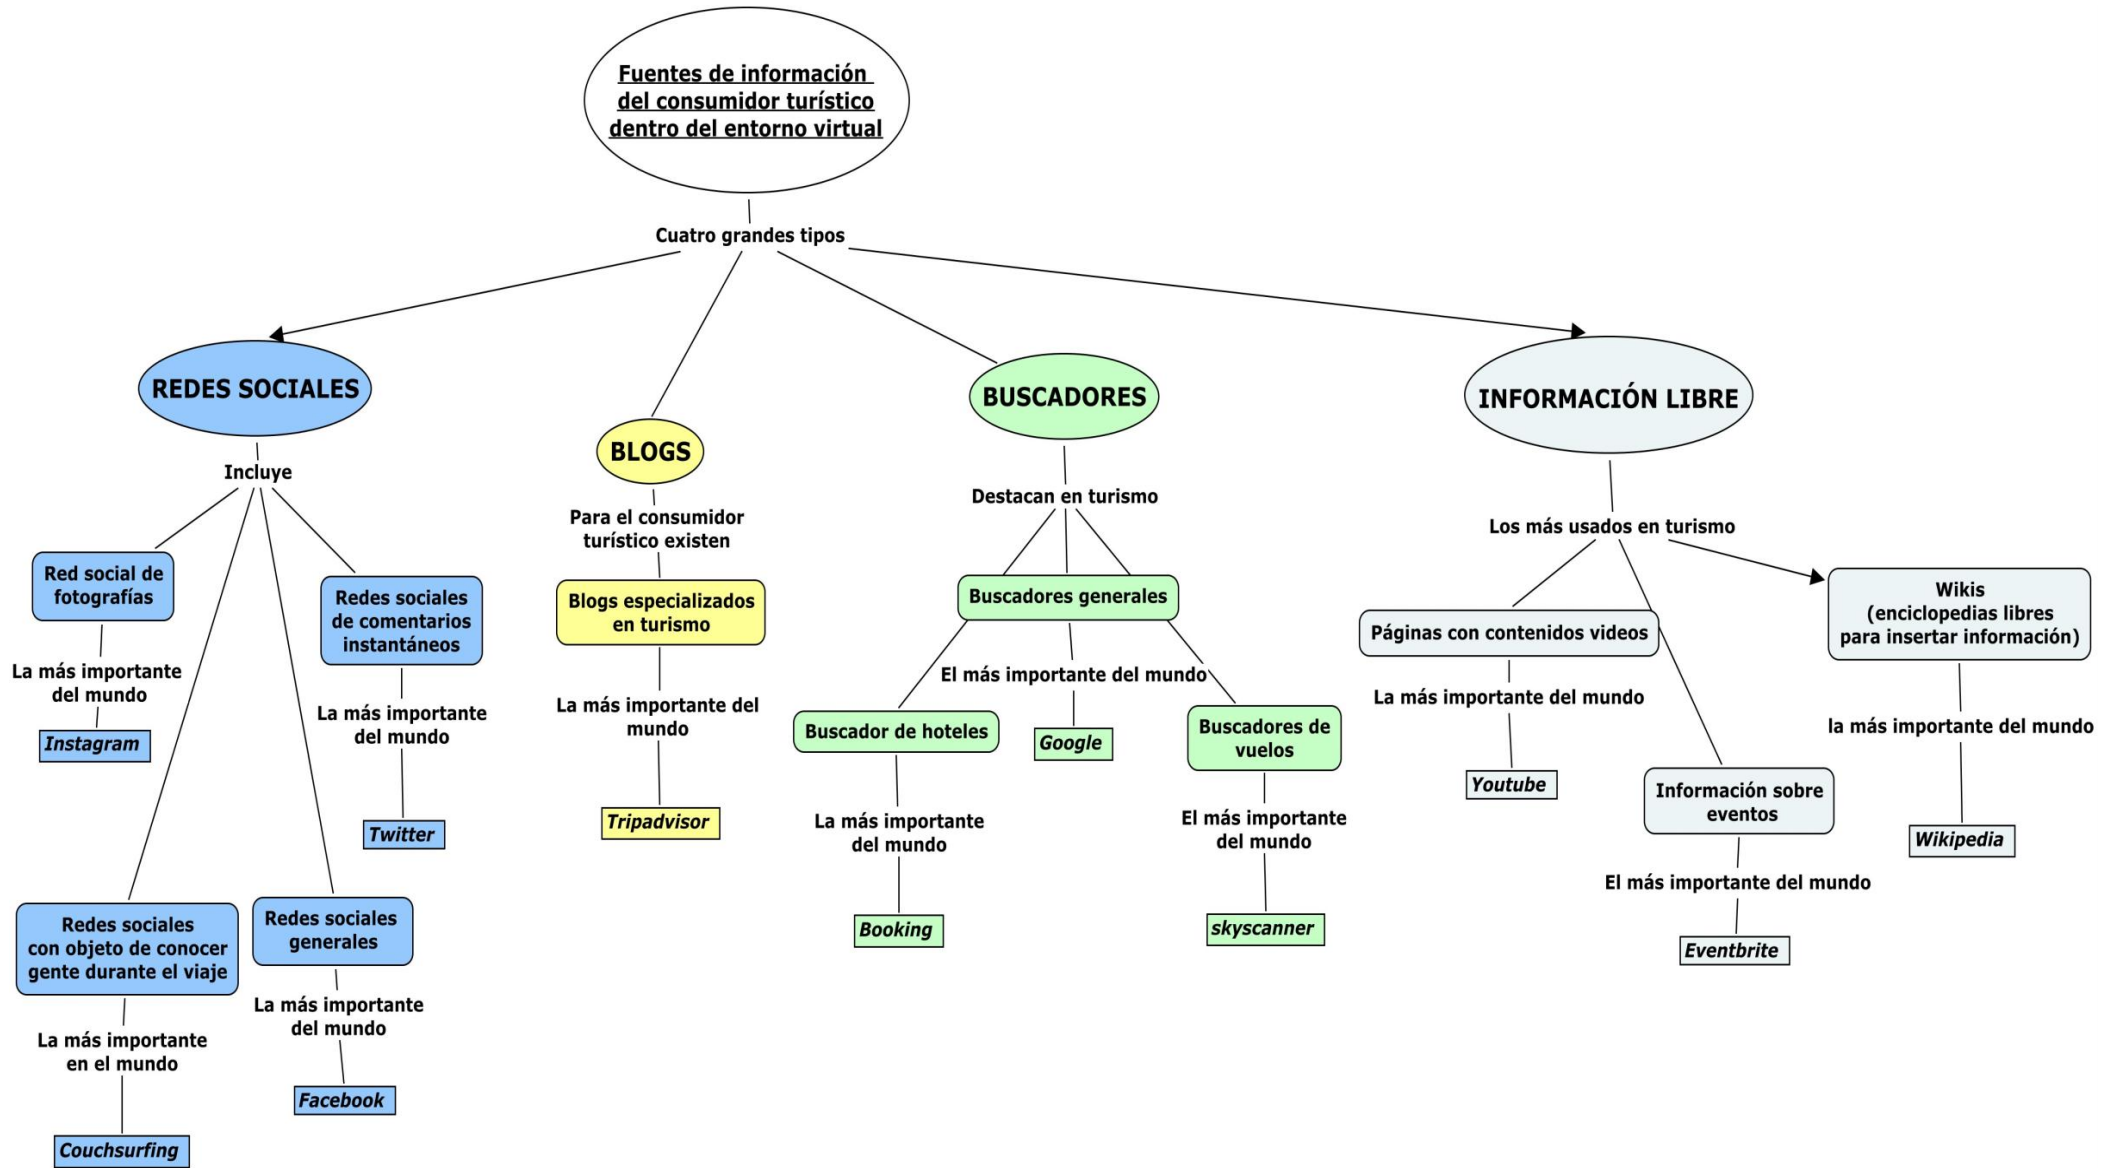 Fuentes de información
del consumidor turístico
dentro del entorno virtual
Cuatro grandes tipos
REDES SOCIALES
Incluye
Red social de
fotografías
La más importante
del mundo
Instagram
Redes sociales
con objeto de conocer
gente durante el viaje
La más importante
en el mundo
Couchsurfing
Redes sociales
generales
La más importante
del mundo
Facebook
Redes sociales
de comentarios
instantáneos
La más importante
del mundo
Twitter
BLOGS
Para el consumidor
turístico existen
Blogs especializados
en turismo
La más importante del
mundo
Tripadvisor
BUSCADORES
Destacan en turismo
Buscador de hoteles
La más importante
del mundo
Booking
Buscadores generales
El más importante del mundo
Google
Buscadores de
vuelos
El más importante
del mundo
skyscanner
INFORMACIÓN LIBRE
Los más usados en turismo
Páginas con contenidos videos
La más importante del mundo
Youtube
Información sobre
eventos
El más importante del mundo
Eventbrite
Wikis
(enciclopedias libres
para insertar información)
la más importante del mundo
Wikipedia